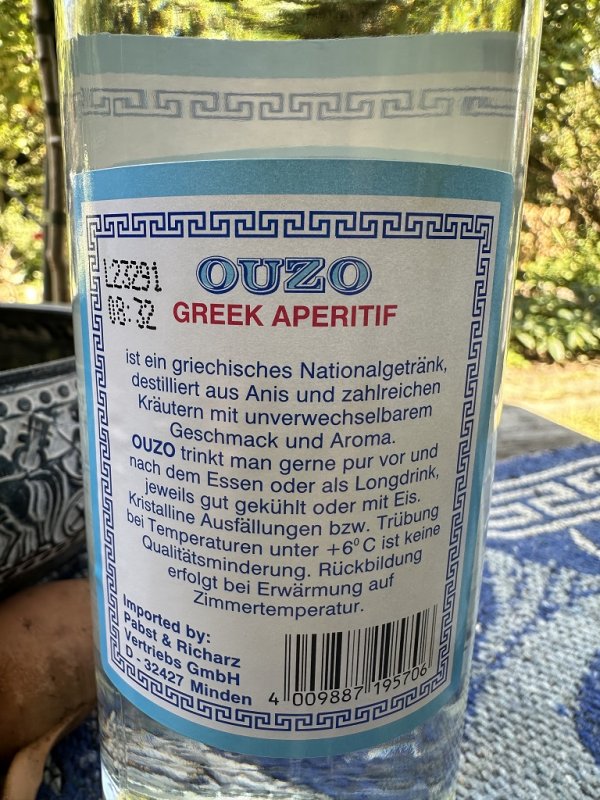 L23291
08:32
OUZO
GREEK APERITIF
ist ein griechisches Nationalgetränk,
destilliert aus Anis und zahlreichen
Kräutern mit unverwechselbarem
Geschmack und Aroma.
OUZO trinkt man gerne pur vor und
nach dem Essen oder als Longdrink,
jeweils gut gekühlt oder mit Eis.
Kristalline Ausfällungen bzw. Trübung
bei Temperaturen unter +6⁰C ist keine
Qualitätsminderung. Rückbildung
erfolgt bei Erwärmung auf
Zimmertemperatur.
Imported by:
Pabst & Richarz
Vertriebs GmbH
D - 32427 Minden
4 009887 195706